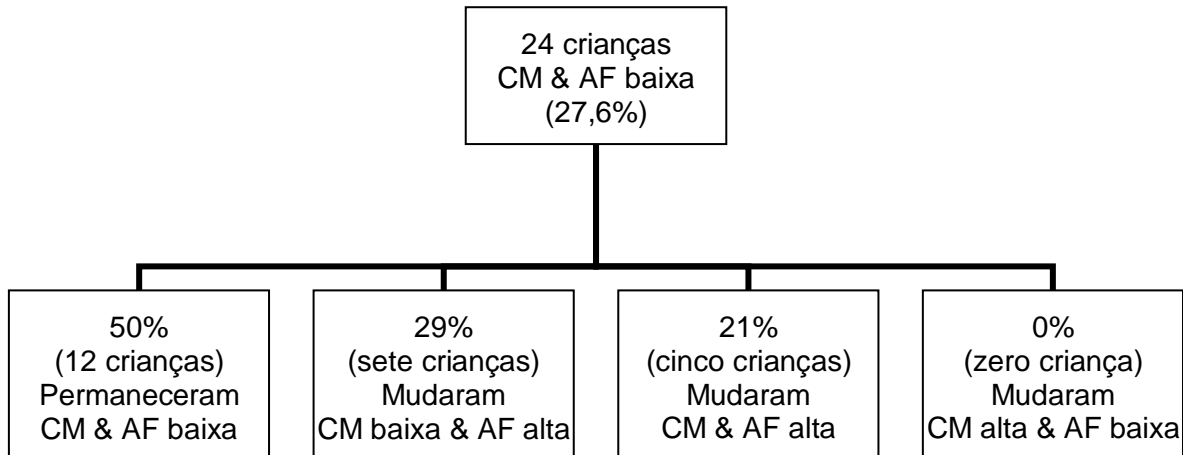 24 crianças
CM & AF baixa
(27,6%)
50%
(12 crianças)
Permaneceram
CM & AF baixa
29%
(sete crianças)
Mudaram
CM baixa & AF alta
21%
(cinco crianças)
Mudaram
CM & AF alta
0%
(zero criança)
Mudaram
CM alta & AF baixa